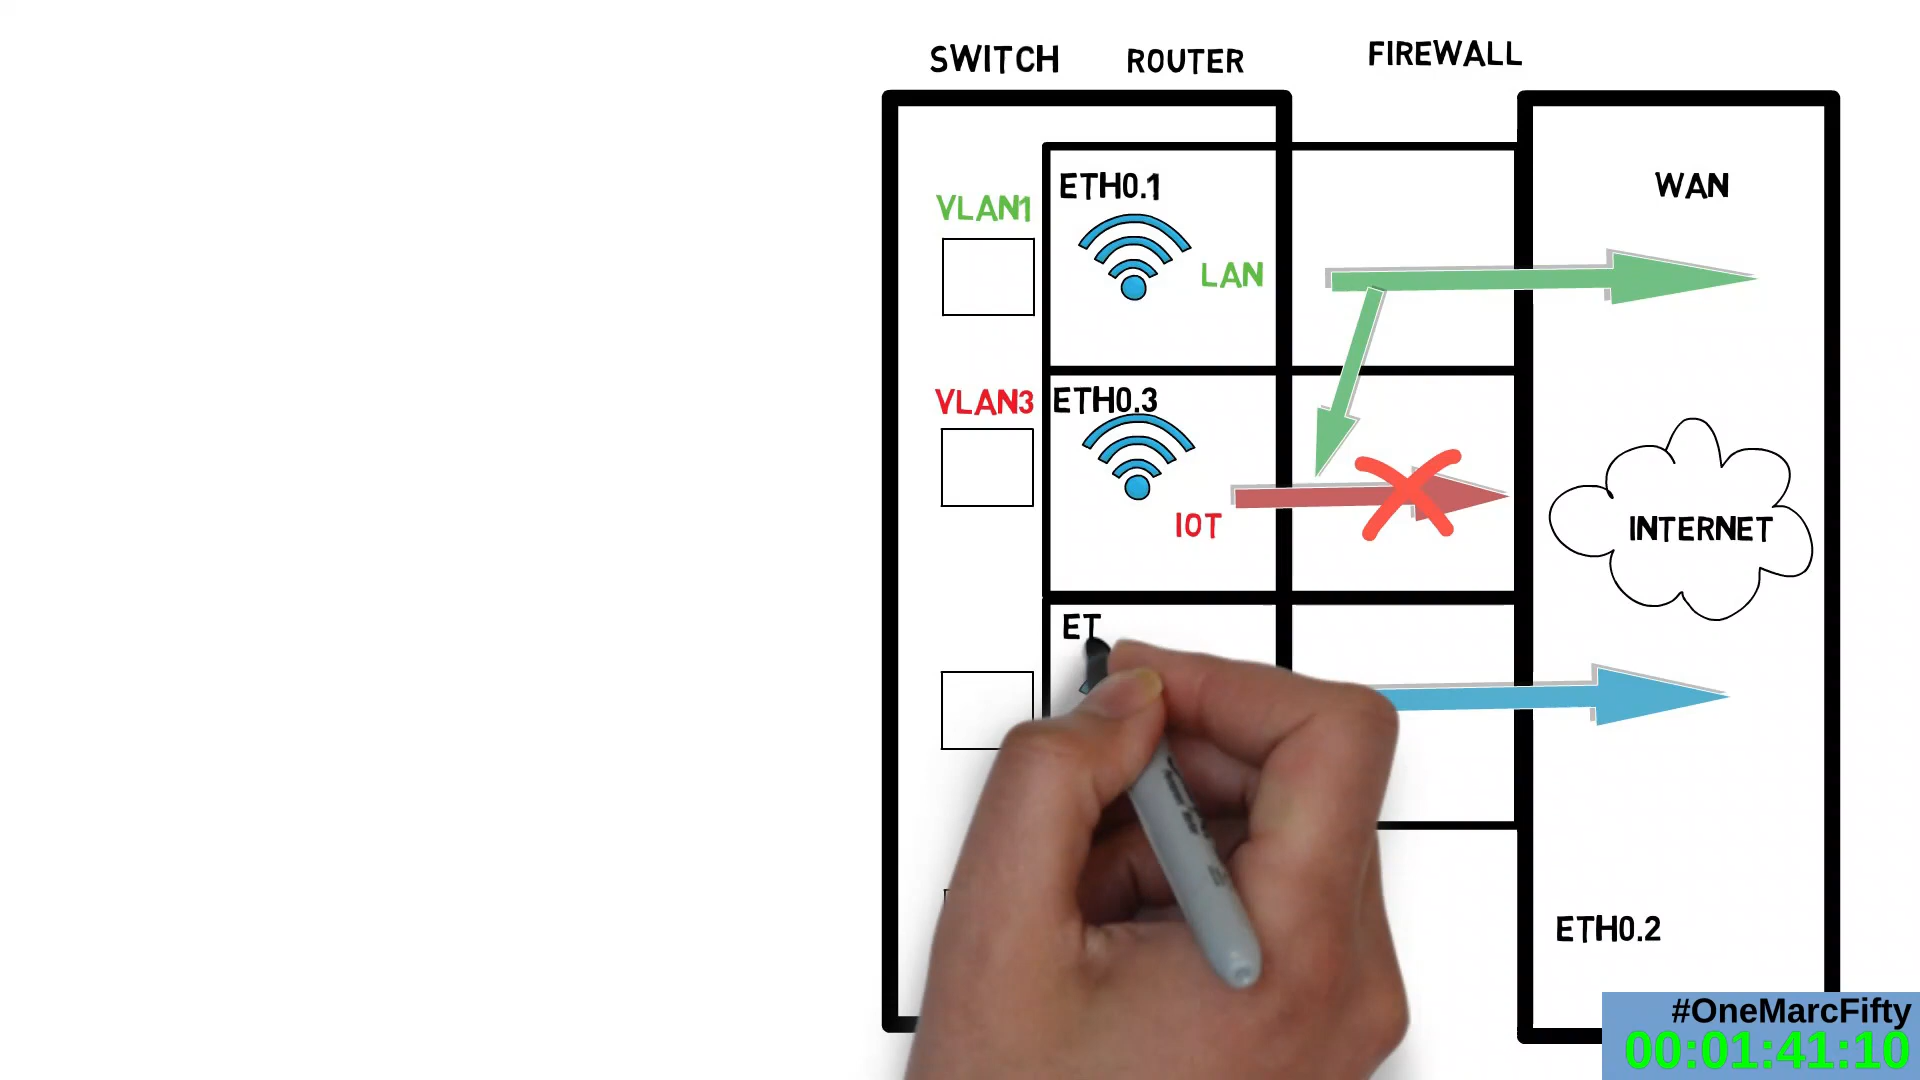 SWITCH
ROUTER
FIREWALL
ETH0.1
WAN
VLAN1
LAN
VLAN3
ETH0.3
IOT
INTERNET
ET
ETH0.2
#OneMarcFifty
00:01:41:10